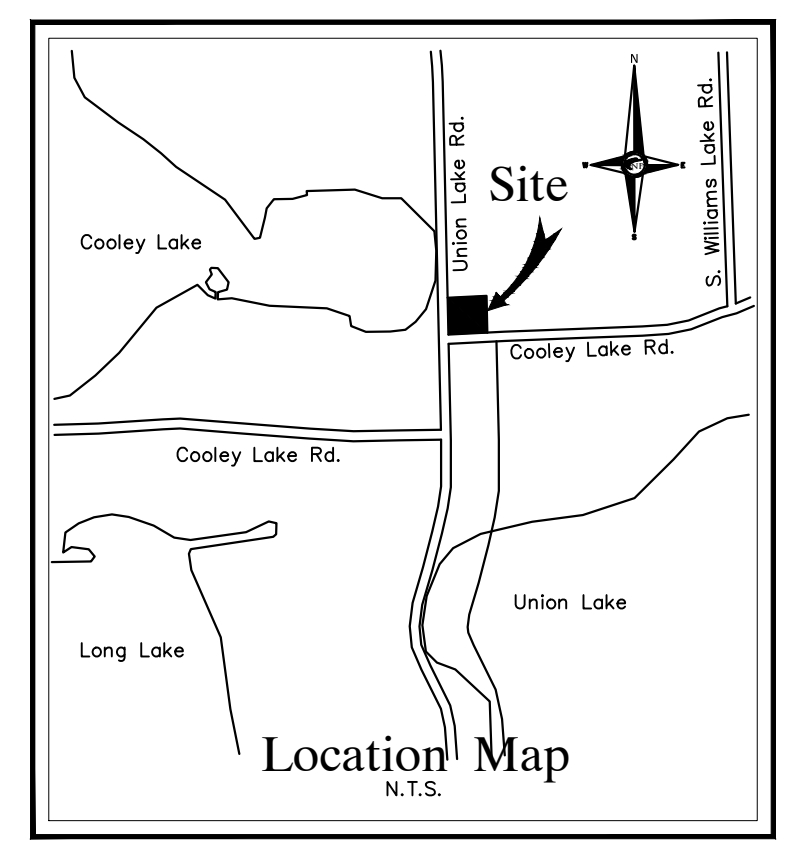 N
S. Williams Lake Rd.
Union Lake Rd.
Site
W
E
S
Cooley Lake
Cooley Lake Rd.
Cooley Lake Rd.
Union Lake
Long Lake
Location Map
N.T.S.